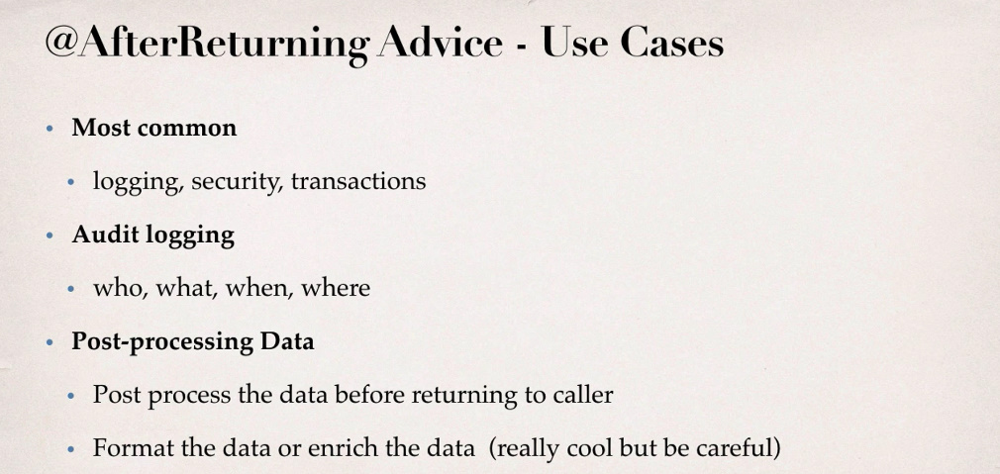 @AfterReturning Advice - Use Cases
• Most common
• logging, security, transactions
• Audit logging
• who, what, when, where
• Post-processing Data
• Post process the data before returning to caller
• Format the data or enrich the data (really cool but be careful)